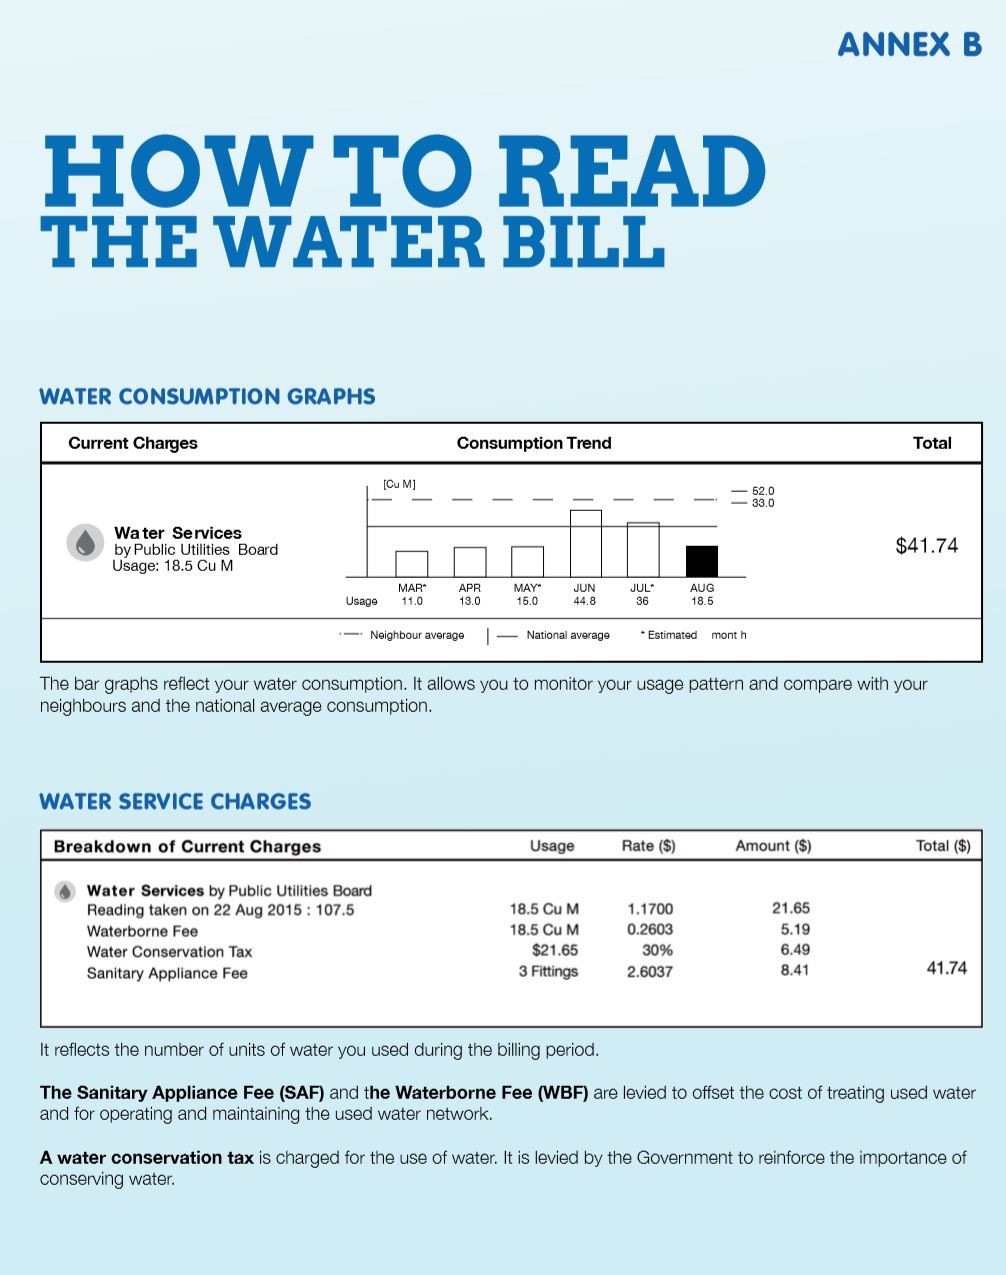 ANNEX B
HOW TO READ
THE WATER BILL
WATER CONSUMPTION GRAPHS
Current Charges Consumption Trend Total
[Cu M]
52.0
33.0
Water Services
by Public Utilities Board
Usage: 18.5 Cu M
$41.74
MAR* APR MAY* JUN JUL* AUG
Usage 11.0 13.0 15.0 44.8 36 18.5
Neighbour average National average * Estimated mont h
The bar graphs reflect your water consumption. It allows you to monitor your usage pattern and compare with your
neighbours and the national average consumption.
WATER SERVICE CHARGES
Breakdown of Current Charges Usage Rate ($) Amount ($) Total ($)
Water Services by Public Utilities Board
Reading taken on 22 Aug 2015 : 107.5 18.5 Cu M 1.1700 21.65
Waterborne Fee 18.5 Cu M 0.2603 5.19
Water Conservation Tax $21.65 30% 6.49
Sanitary Appliance Fee 3 Fittings 2.6037 8.41 41.74
It reflects the number of units of water you used during the billing period.
The Sanitary Appliance Fee (SAF) and the Waterborne Fee (WBF) are levied to offset the cost of treating used water
and for operating and maintaining the used water network.
A water conservation tax is charged for the use of water. It is levied by the Government to reinforce the importance of
conserving water.